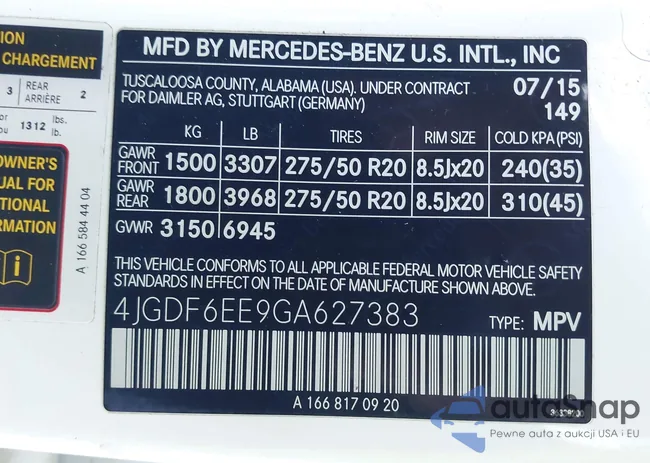 ION
CHARGEMENT
3 REAR ARRIÈRE 2
or
ou 1312 lbs. lb.
OWNER'S
UAL FOR
TIONAL
RMATION
A 166 584 44 04
MFD BY MERCEDES-BENZ U.S. INTL., INC
TUSCALOOSA COUNTY, ALABAMA (USA). UNDER CONTRACT 07/15
FOR DAIMLER AG, STUTTGART (GERMANY) 149
KG LB TIRES RIM SIZE COLD KPA (PSI)
GAWR FRONT 1500 3307 275/50 R20 8.5Jx20 240(35)
GAWR REAR 1800 3968 275/50 R20 8.5Jx20 310(45)
GVWR 3150 6945
THIS VEHICLE CONFORMS TO ALL APPLICABLE FEDERAL MOTOR VEHICLE SAFETY
STANDARDS IN EFFECT ON THE DATE OF MANUFACTURE SHOWN ABOVE.
4JGDF6EE9GA627383 TYPE: MPV
A 166 817 09 20
autoSnap
Pewne auta z aukcji USA i EU